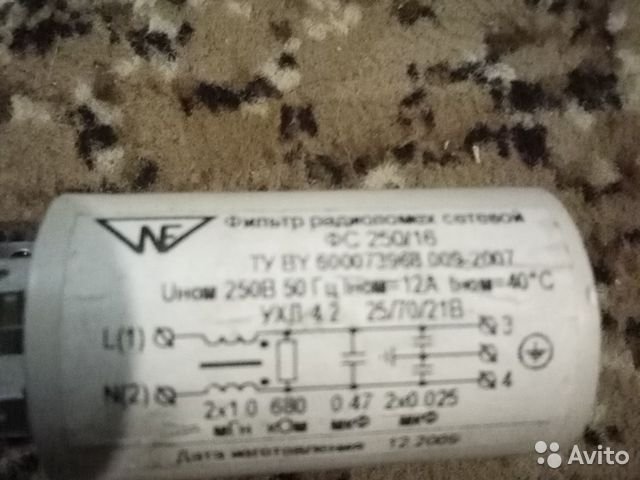 Фильтр радиопомех сетевой
ФС 250/16
ТУ BY 600073968.009-2007
Uном 250В 50 Гц Iном=12А tном=40°С
УХЛ 4.2 25/70/21В
L(1) 3
N(2) 4
2x1.0 680 0.47 2x0.025
мГн кОм мкФ мкФ
Дата изготовления 12.2009
Avito